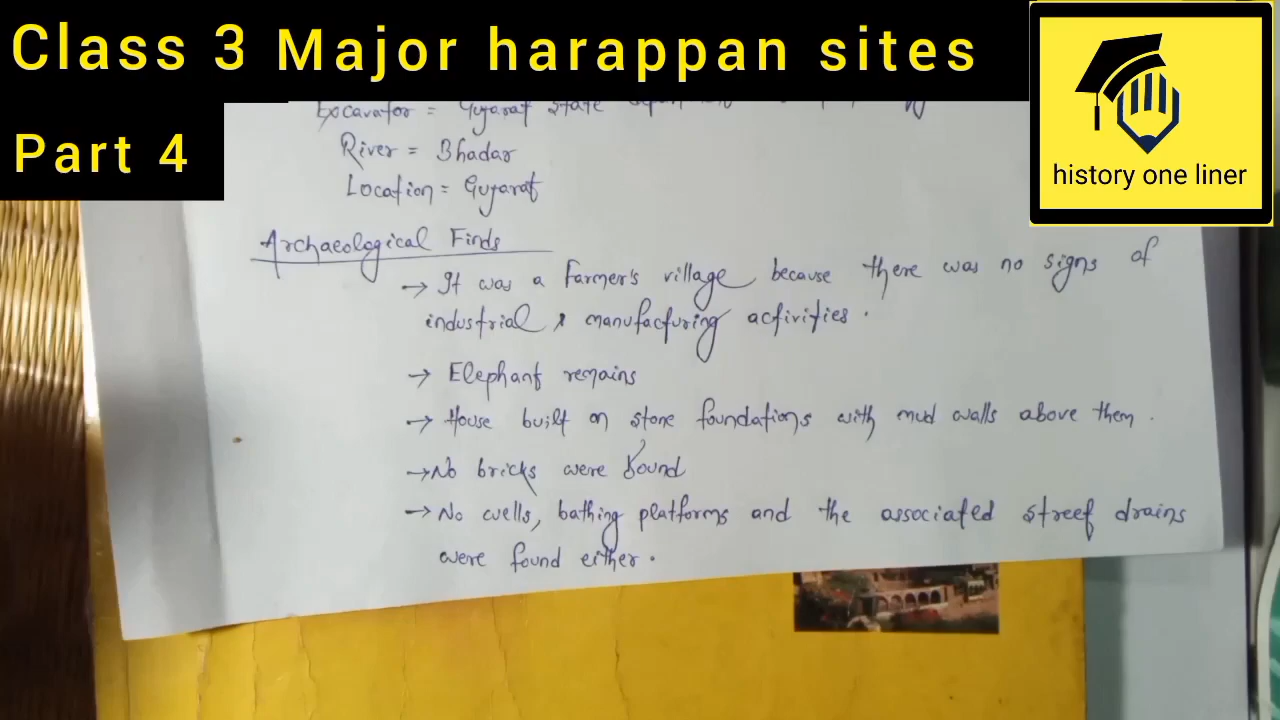 Class 3 Major harappan sites
Part 4
history one liner
Excavator = Gujarat State
River = Bhadar
Location = Gujarat
Archaeological Finds
→ It was a farmer's village because there was no signs of
industrial & manufacturing activities.
→ Elephant remains
→ House built on stone foundations with mud walls above them.
→ No bricks were found
→ No wells, bathing platforms and the associated street drains
were found either.